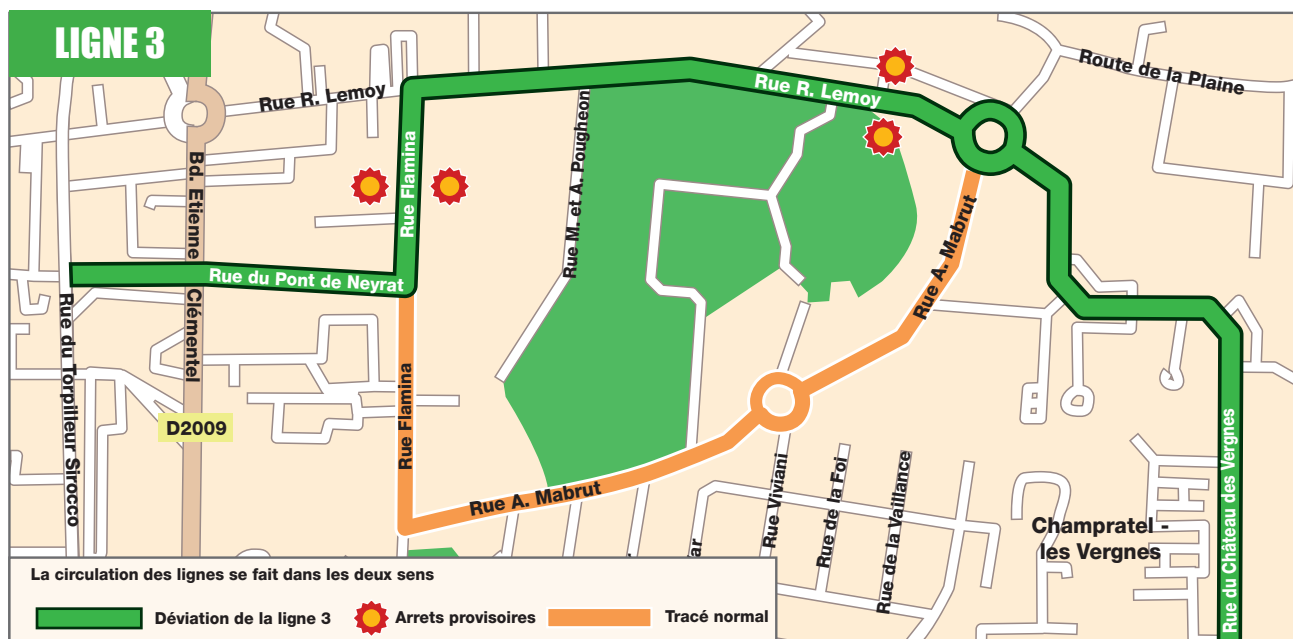 LIGNE 3
Rue R. Lemoy
Rue R. Lemoy
Route de la Plaine
Bd. Etienne Clémentel
Rue Flamina
Rue M. et A. Pougheon
Rue du Pont de Neyrat
Rue A. Mabrut
Rue du Torpilleur Sirocco
D2009
Rue Flamina
Rue A. Mabrut
Rue Viviani
Rue de la Foi
Rue de la Vaillance
ar
Champratel -
les Vergnes
Rue du Château des Vergnes
La circulation des lignes se fait dans les deux sens
Déviation de la ligne 3
Arrets provisoires
Tracé normal